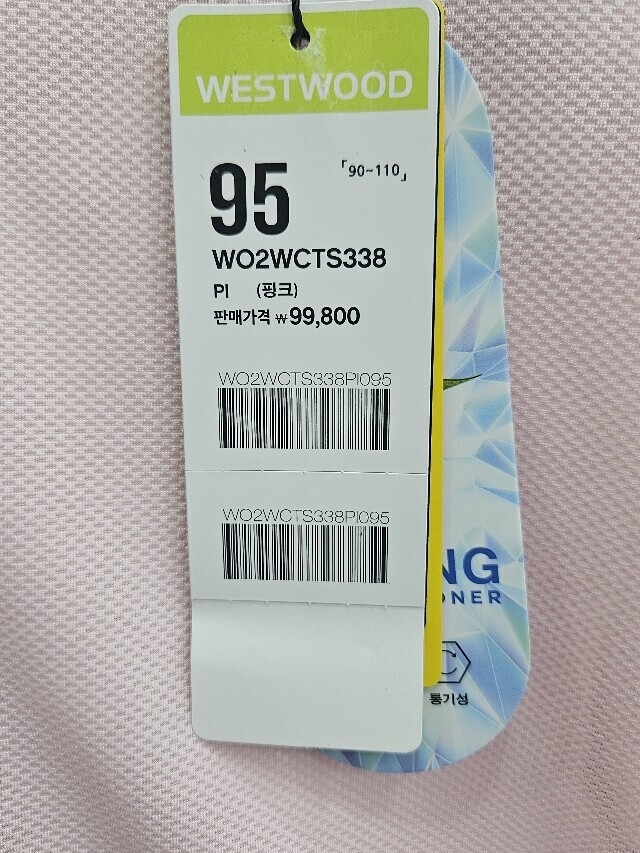 WESTWOOD
95 「90~110」
WO2WCTS338
PI (핑크)
판매가격 ₩99,800
WO2WCTS338PI095
WO2WCTS338PI095
NG
ONER
통기성